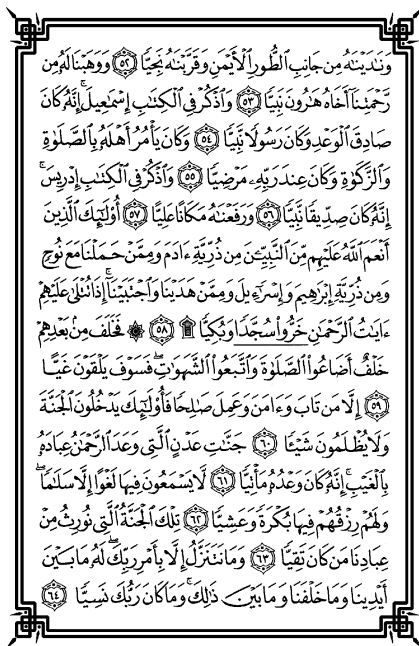 وَنَٰدَيْنَٰهُ مِن جَانِبِ ٱلطُّورِ ٱلْأَيْمَنِ وَقَرَّبْنَٰهُ نَجِيًّا ۝٥٢ وَوَهَبْنَا لَهُۥ مِن
رَّحْمَتِنَآ أَخَاهُ هَٰرُونَ نَبِيًّا ۝٥٣ وَٱذْكُرْ فِى ٱلْكِتَٰبِ إِسْمَٰعِيلَ ۚ إِنَّهُۥ كَانَ
صَادِقَ ٱلْوَعْدِ وَكَانَ رَسُولًا نَّبِيًّا ۝٥٤ وَكَانَ يَأْمُرُ أَهْلَهُۥ بِٱلصَّلَوٰةِ
وَٱلزَّكَوٰةِ وَكَانَ عِندَ رَبِّهِۦ مَرْضِيًّا ۝٥٥ وَٱذْكُرْ فِى ٱلْكِتَٰبِ إِدْرِيسَ ۚ
إِنَّهُۥ كَانَ صِدِّيقًا نَّبِيًّا ۝٥٦ وَرَفَعْنَٰهُ مَكَانًا عَلِيًّا ۝٥٧ أُو۟لَٰٓئِكَ ٱلَّذِينَ
أَنْعَمَ ٱللَّهُ عَلَيْهِم مِّنَ ٱلنَّبِيِّۦنَ مِن ذُرِّيَّةِ ءَادَمَ وَمِمَّنْ حَمَلْنَا مَعَ نُوحٍ
وَمِن ذُرِّيَّةِ إِبْرَٰهِيمَ وَإِسْرَٰٓءِيلَ وَمِمَّنْ هَدَيْنَا وَٱجْتَبَيْنَآ ۚ إِذَا تُتْلَىٰ عَلَيْهِمْ
ءَايَٰتُ ٱلرَّحْمَٰنِ خَرُّوا۟ سُجَّدًا وَبُكِيًّا ۩ ۝٥٨ ۞ فَخَلَفَ مِنۢ بَعْدِهِمْ
خَلْفٌ أَضَاعُوا۟ ٱلصَّلَوٰةَ وَٱتَّبَعُوا۟ ٱلشَّهَوَٰتِ ۖ فَسَوْفَ يَلْقَوْنَ غَيًّا
۝٥٩ إِلَّا مَن تَابَ وَءَامَنَ وَعَمِلَ صَٰلِحًا فَأُو۟لَٰٓئِكَ يَدْخُلُونَ ٱلْجَنَّةَ
وَلَا يُظْلَمُونَ شَيْـًٔا ۝٦٠ جَنَّٰتِ عَدْنٍ ٱلَّتِى وَعَدَ ٱلرَّحْمَٰنُ عِبَادَهُۥ
بِٱلْغَيْبِ ۚ إِنَّهُۥ كَانَ وَعْدُهُۥ مَأْتِيًّا ۝٦١ لَّا يَسْمَعُونَ فِيهَا لَغْوًا إِلَّا سَلَٰمًا ۖ
وَلَهُمْ رِزْقُهُمْ فِيهَا بُكْرَةً وَعَشِيًّا ۝٦٢ تِلْكَ ٱلْجَنَّةُ ٱلَّتِى نُورِثُ مِنْ
عِبَادِنَا مَن كَانَ تَقِيًّا ۝٦٣ وَمَا نَتَنَزَّلُ إِلَّا بِأَمْرِ رَبِّكَ ۖ لَهُۥ مَا بَيْنَ
أَيْدِينَا وَمَا خَلْفَنَا وَمَا بَيْنَ ذَٰلِكَ ۚ وَمَا كَانَ رَبُّكَ نَسِيًّا ۝٦٤